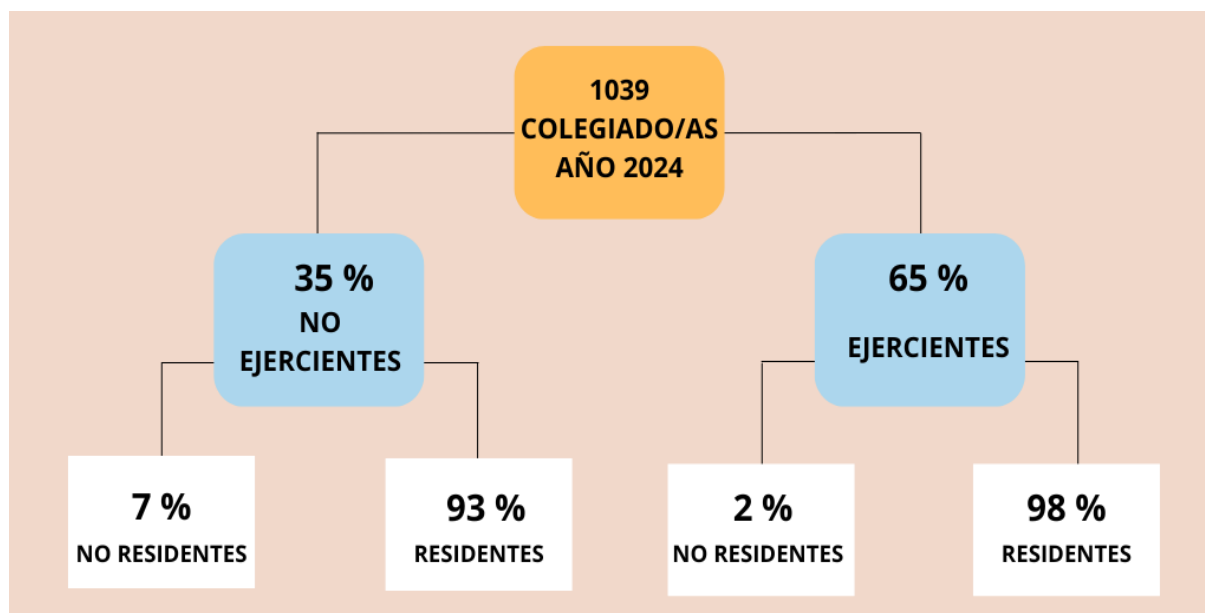 1039
COLEGIADO/AS
AÑO 2024
35 %
NO
EJERCIENTES
65 %
EJERCIENTES
7 %
NO RESIDENTES
93 %
RESIDENTES
2 %
NO RESIDENTES
98 %
RESIDENTES